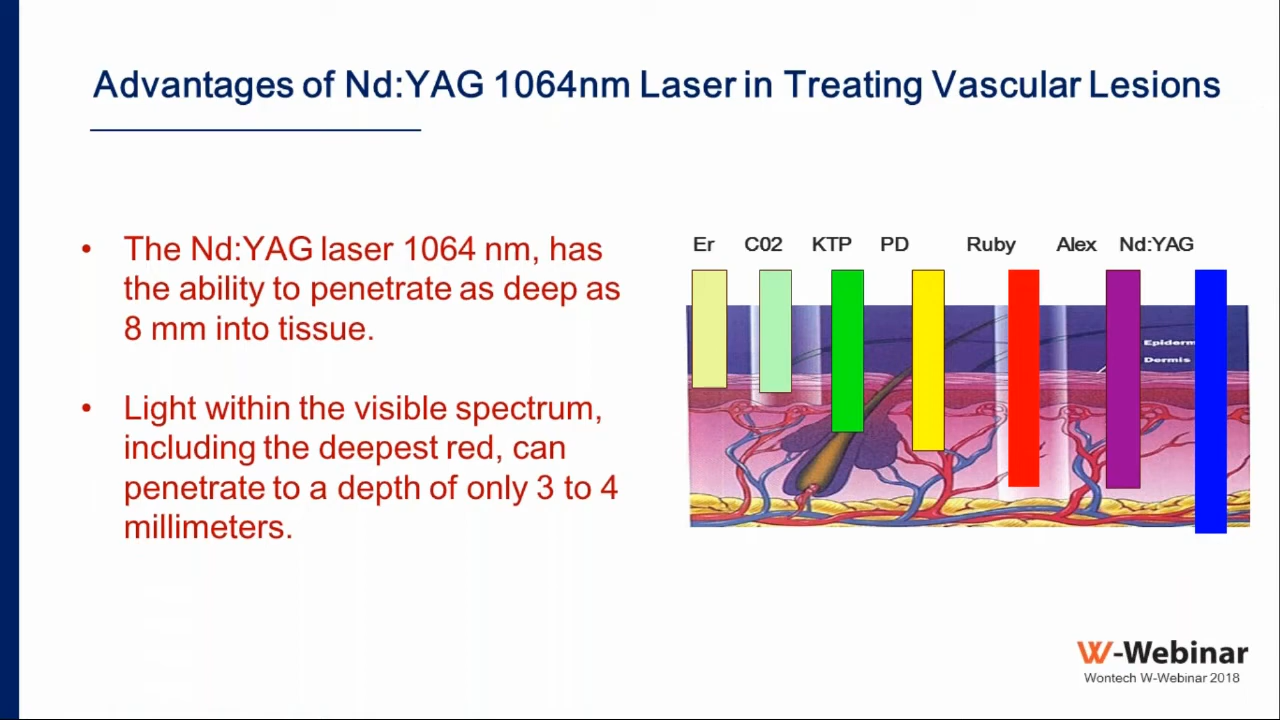 Advantages of Nd:YAG 1064nm Laser in Treating Vascular Lesions
• The Nd:YAG laser 1064 nm, has
the ability to penetrate as deep as
8 mm into tissue.
• Light within the visible spectrum,
including the deepest red, can
penetrate to a depth of only 3 to 4
millimeters.
Er C02 KTP PD Ruby Alex Nd:YAG
Epiderm
Dermis
W-Webinar
Wontech W-Webinar 2018